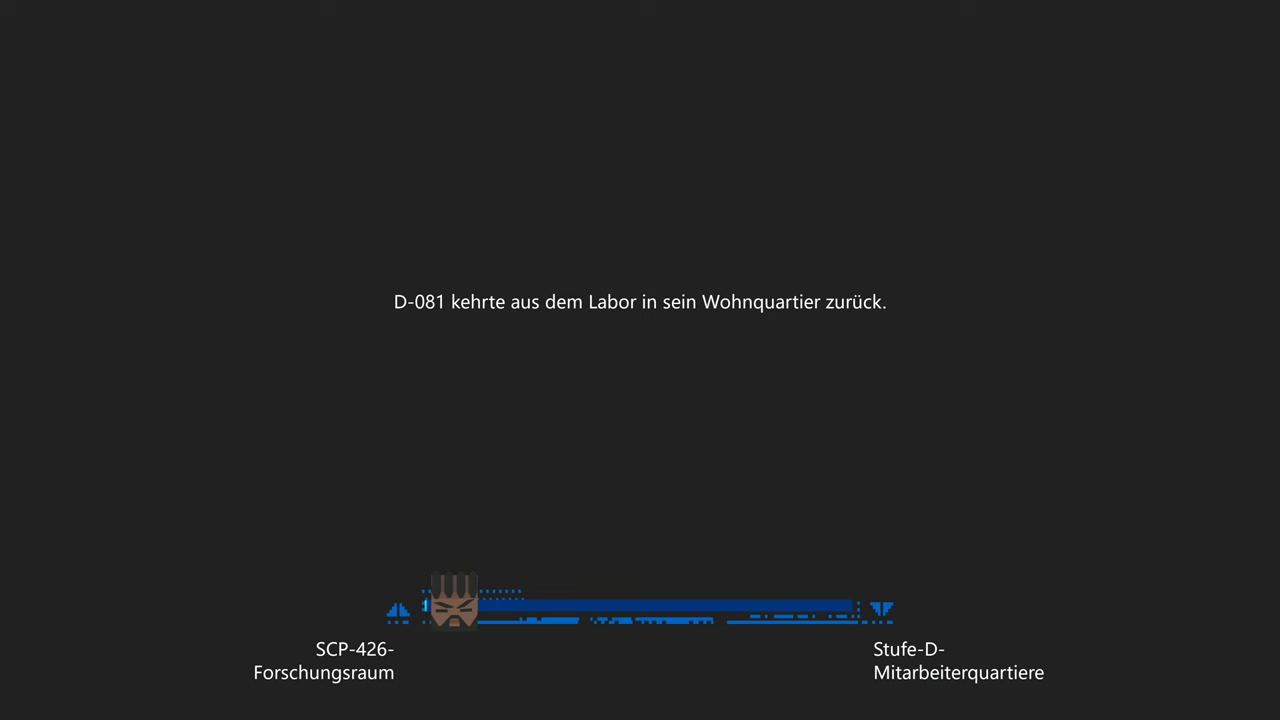 D-081 kehrte aus dem Labor in sein Wohnquartier zurück.
SCP-426-
Forschungsraum
Stufe-D-
Mitarbeiterquartiere